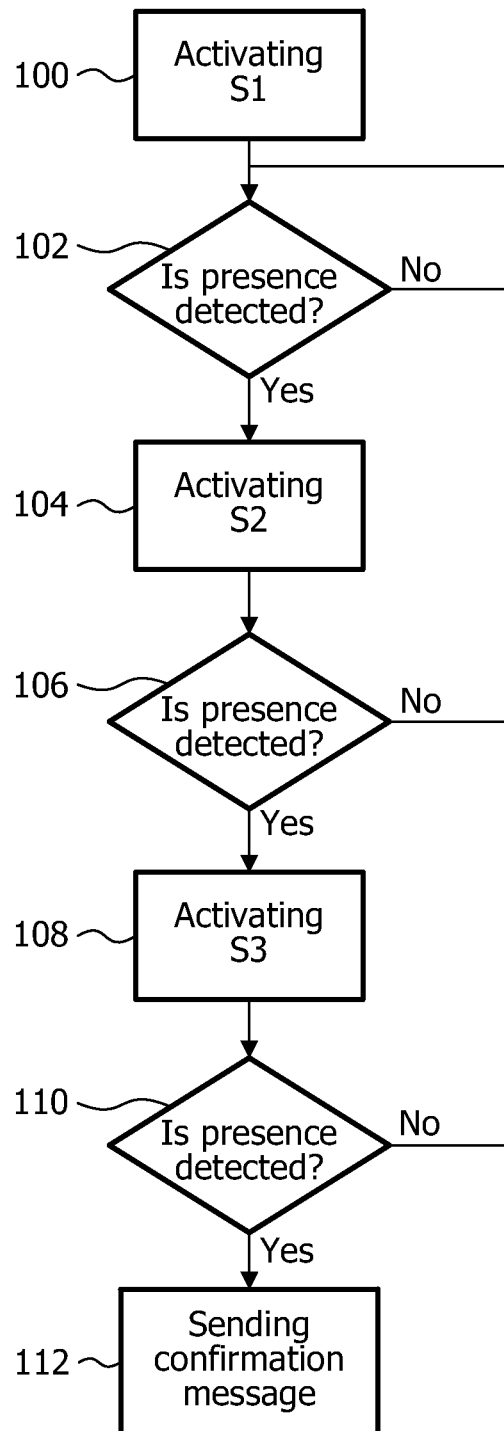 100
Activating
S1
102
Is presence
detected?
No
Yes
104
Activating
S2
106
Is presence
detected?
No
Yes
108
Activating
S3
110
Is presence
detected?
No
Yes
112
Sending
confirmation
message